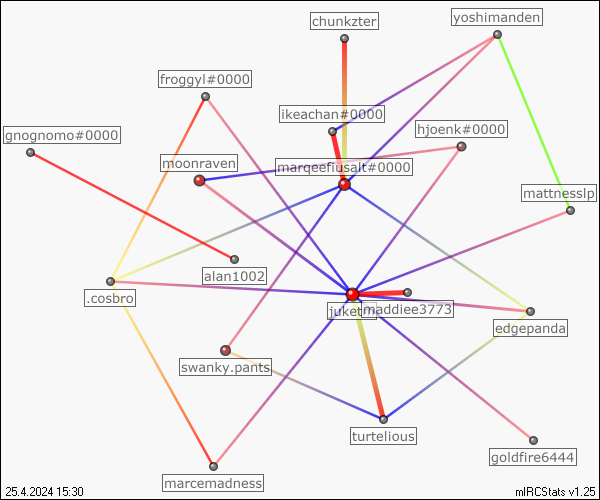 chunkzter
yoshimanden
froggyl#0000
ikeachan#0000
hjoenk#0000
gnognomo#0000
moonraven
marqeefiusalt#0000
mattnesslp
alan1002
.cosbro
maddiee3773
edgepanda
swanky.pants
turtelious
goldfire6444
marcemadness
25.4.2024 15:30
mIRCStats v1.25